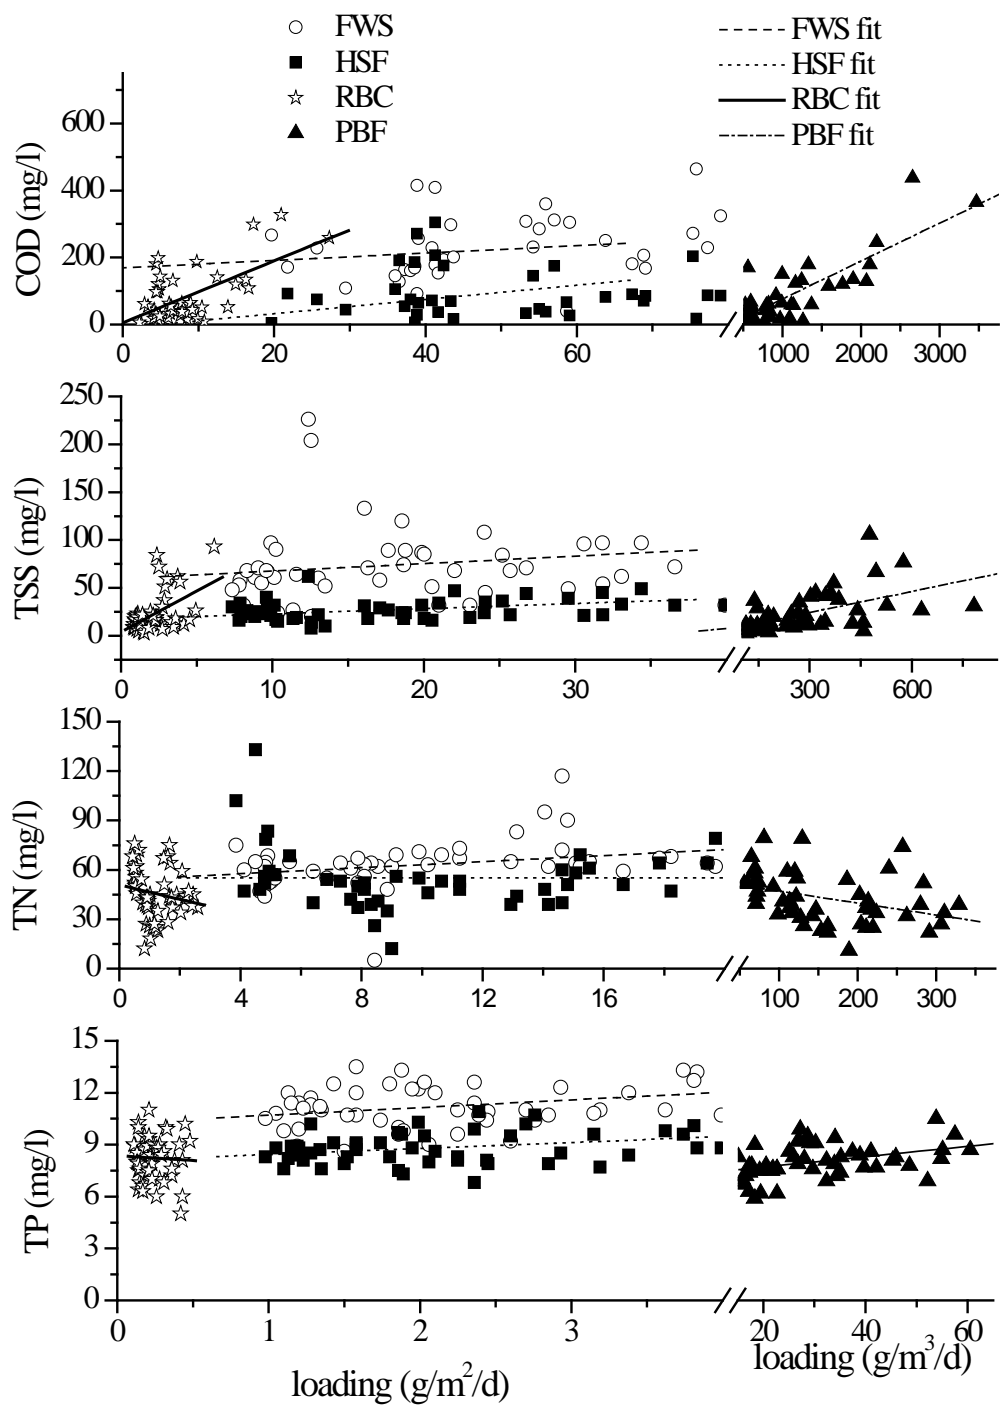 FWS
HSF
RBC
PBF
FWS fit
HSF fit
RBC fit
PBF fit
COD (mg/l)
600
400
200
0
0 20 40 60 1000 2000 3000
TSS (mg/l)
250
200
150
100
50
0
0 10 20 30 300 600
TN (mg/l)
150
120
90
60
30
0
0 4 8 12 16 100 200 300
TP (mg/l)
15
12
9
6
3
0
0 1 2 3 20 40 60
loading (g/m²/d)
loading (g/m³/d)